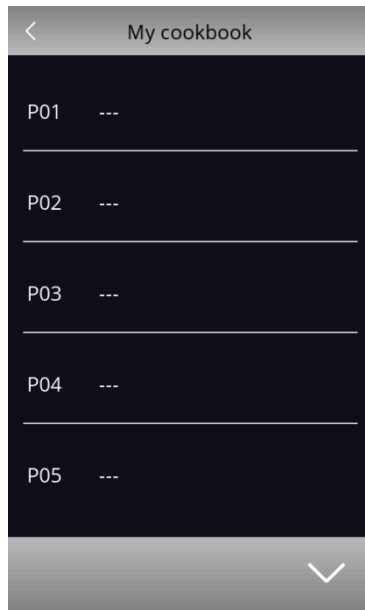 My cookbook
P01 ---
P02 ---
P03 ---
P04 ---
P05 ---